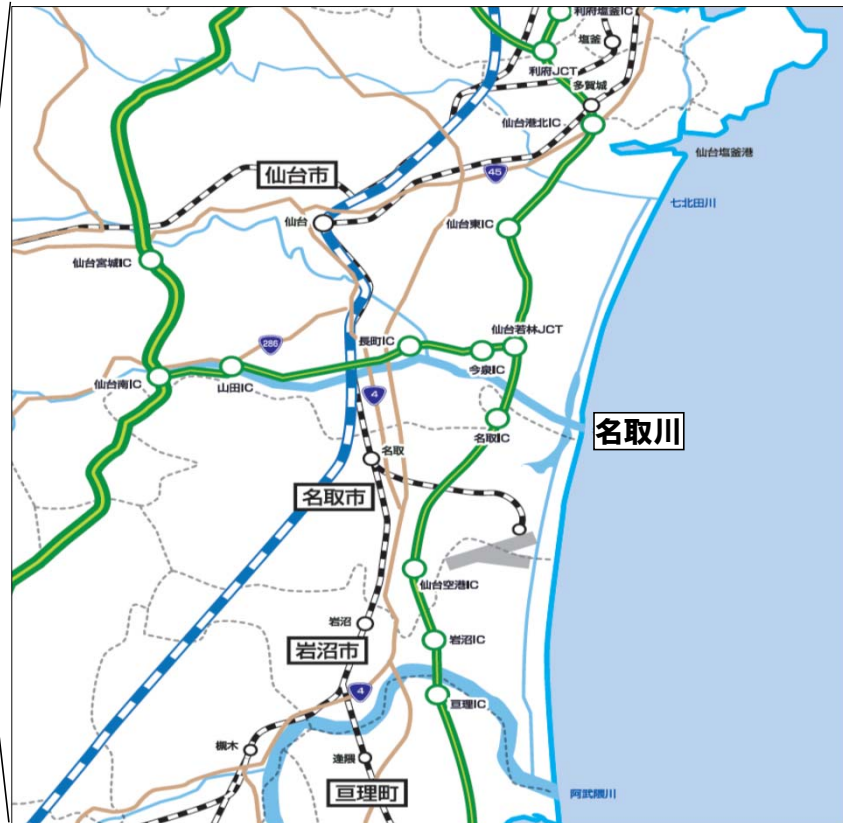 利府塩釜IC
塩釜
利府JCT
多賀城
仙台港北IC
仙台塩釜港
仙台市
45
七北田川
仙台
仙台東IC
仙台宮城IC
仙台若林JCT
286
長町IC
今泉IC
仙台南IC
山田IC
4
名取IC
名取川
名取
名取市
仙台空港IC
岩沼
岩沼IC
岩沼市
4
亘理IC
槻木
逢隈
亘理町
阿武隈川